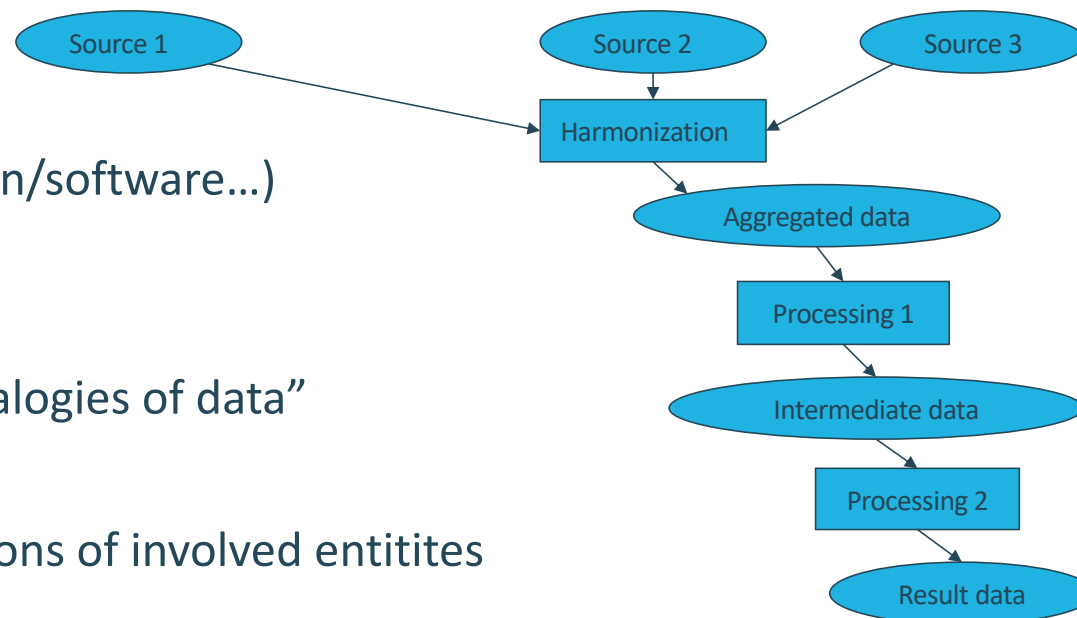 Source 1
Source 2
Source 3
Harmonization
n/software…)
Aggregated data
Processing 1
alogies of data”
Intermediate data
Processing 2
ons of involved entitites
Result data